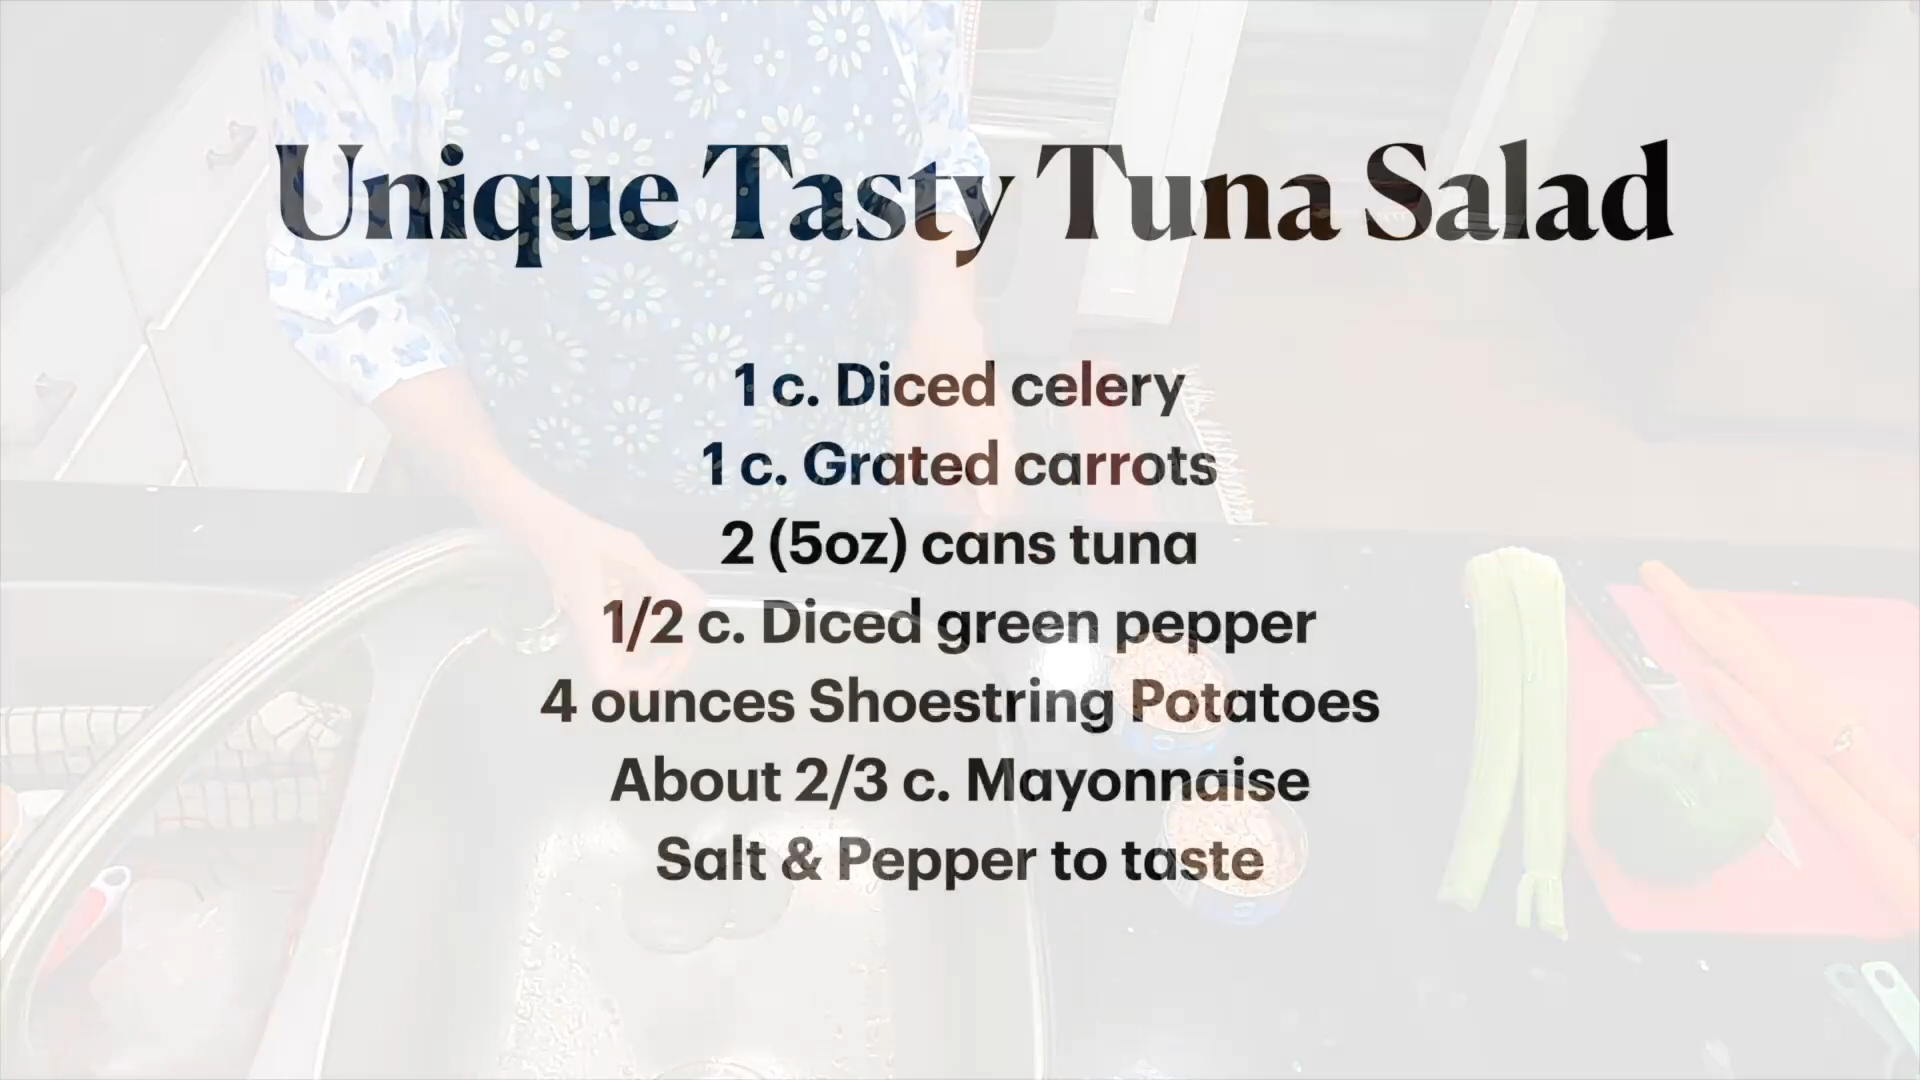 Unique Tasty Tuna Salad
1 c. Diced celery
1 c. Grated carrots
2 (5oz) cans tuna
1/2 c. Diced green pepper
4 ounces Shoestring Potatoes
About 2/3 c. Mayonnaise
Salt & Pepper to taste